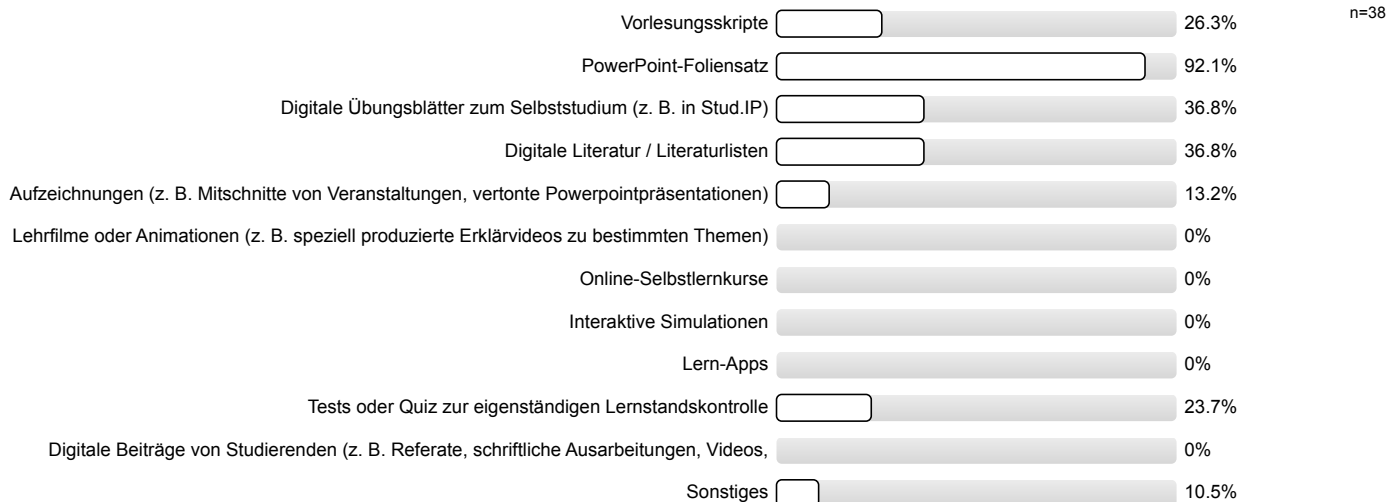 Vorlesungsskripte 26.3% n=38
PowerPoint-Foliensatz 92.1%
Digitale Übungsblätter zum Selbststudium (z. B. in Stud.IP) 36.8%
Digitale Literatur / Literaturlisten 36.8%
Aufzeichnungen (z. B. Mitschnitte von Veranstaltungen, vertonte Powerpointpräsentationen) 13.2%
Lehrfilme oder Animationen (z. B. speziell produzierte Erklärvideos zu bestimmten Themen) 0%
Online-Selbstlernkurse 0%
Interaktive Simulationen 0%
Lern-Apps 0%
Tests oder Quiz zur eigenständigen Lernstandskontrolle 23.7%
Digitale Beiträge von Studierenden (z. B. Referate, schriftliche Ausarbeitungen, Videos, 0%
Sonstiges 10.5%